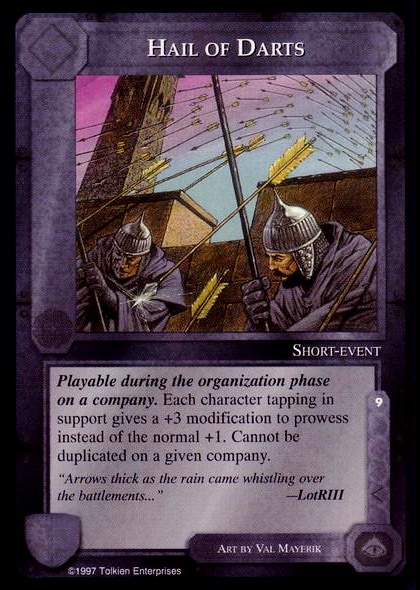 HAIL OF DARTS
SHORT-EVENT
Playable during the organization phase
on a company. Each character tapping in
support gives a +3 modification to prowess
instead of the normal +1. Cannot be
duplicated on a given company.
9
“Arrows thick as the rain came whistling over
the battlements...” —LotRIII
ART BY VAL MAYERIK
©1997 Tolkien Enterprises